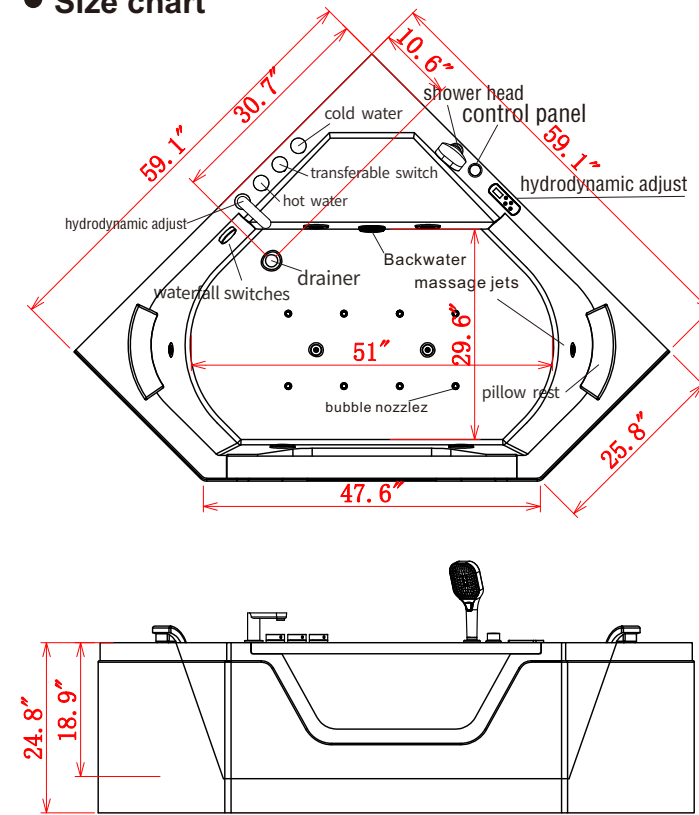 ● Size chart
10.6″
30.7″
shower head
59.1″
59.1″
cold water
control panel
transferable switch
hydrodynamic adjust
hot water
hydrodynamic adjust
Backwater
drainer
massage jets
waterfall switches
29.6″
51″
pillow rest
bubble nozzlez
25.8″
47.6″
24.8″
18.9″